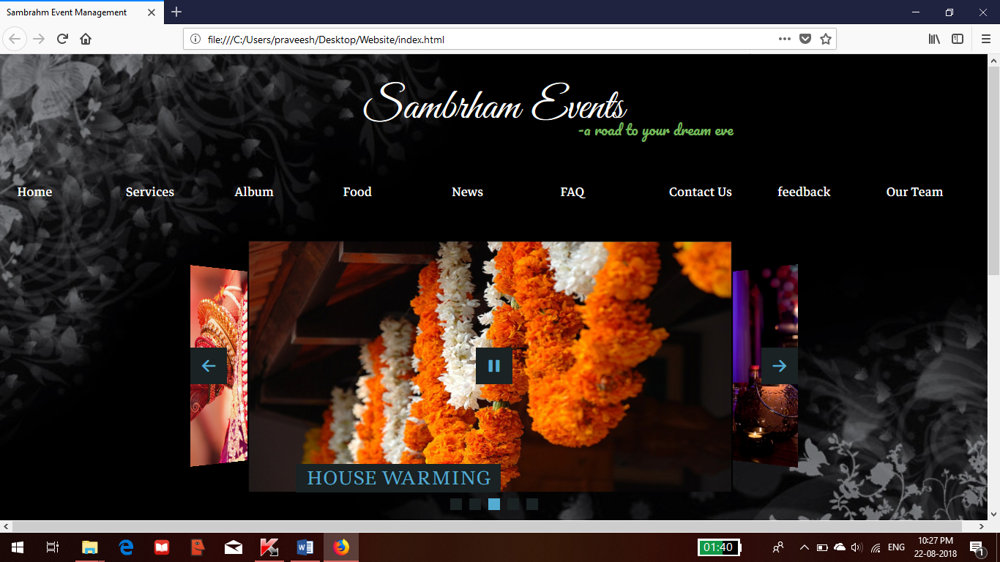 Sambrahm Event Management
file:///C:/Users/praveesh/Desktop/Website/index.html
Sambrham Events
-a road to your dream eve
Home Services Album Food News FAQ Contact Us feedback Our Team
HOUSE WARMING
01:40
ENG
10:27 PM
22-08-2018
1